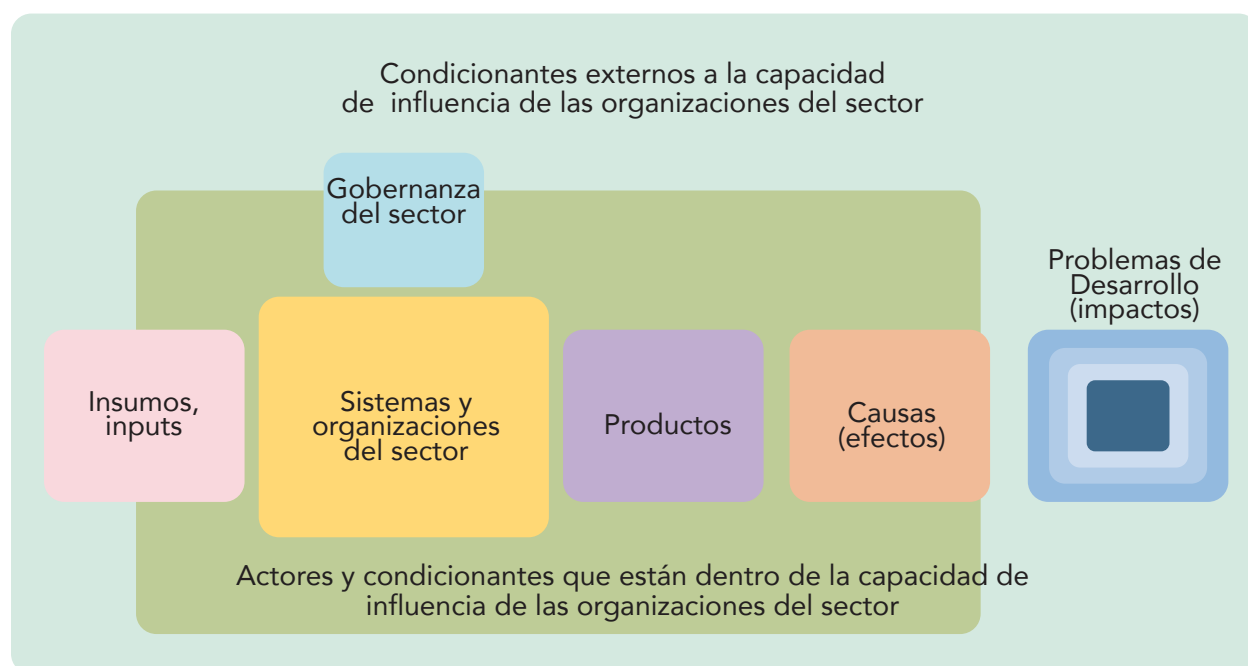 Condicionantes externos a la capacidad
de influencia de las organizaciones del sector
Gobernanza
del sector
Problemas de
Desarrollo
(impactos)
Insumos,
inputs
Sistemas y
organizaciones
del sector
Productos
Causas
(efectos)
Actores y condicionantes que están dentro de la capacidad de
influencia de las organizaciones del sector